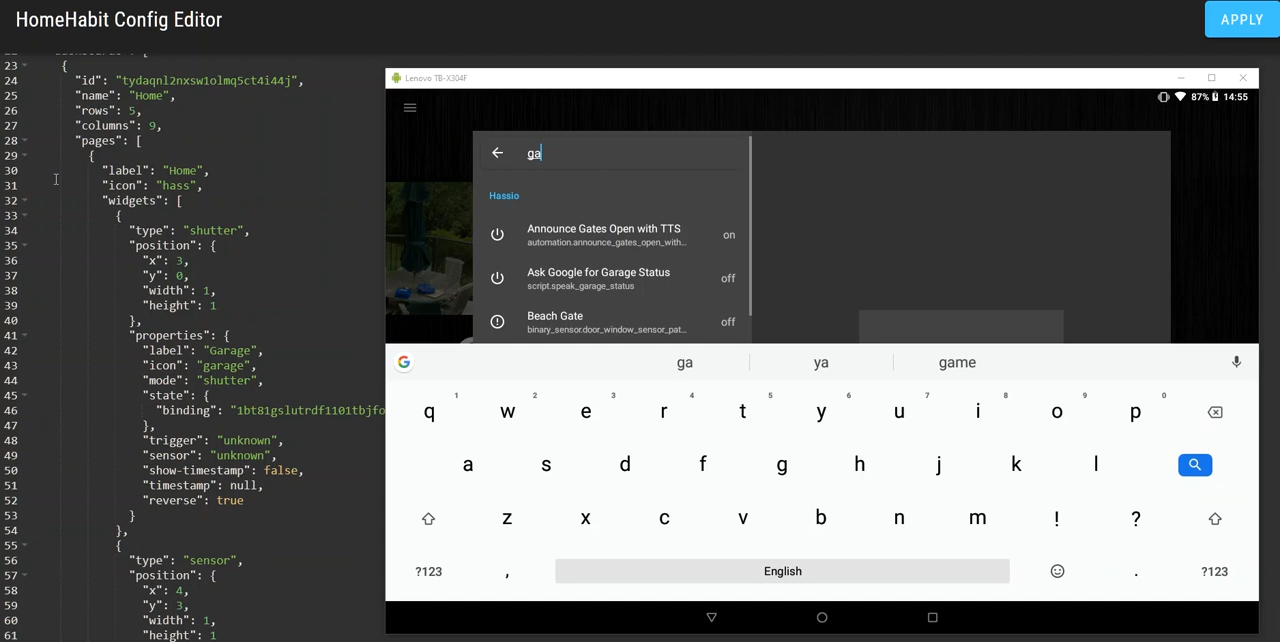 HomeHabit Config Editor
APPLY
23 {
24 "id": "tydaqnl2nxsw1olmq5ct4i44j",
25 "name": "Home",
26 "rows": 5,
27 "columns": 9,
28 "pages": [
29 {
30 "label": "Home",
31 "icon": "hass",
32 "widgets": [
33 {
34 "type": "shutter",
35 "position": {
36 "x": 3,
37 "y": 0,
38 "width": 1,
39 "height": 1
40 },
41 "properties": {
42 "label": "Garage",
43 "icon": "garage",
44 "mode": "shutter",
45 "state": {
46 "binding": "1bt81gslutrdf1101tbjfo
47 },
48 "trigger": "unknown",
49 "sensor": "unknown",
50 "show-timestamp": false,
51 "timestamp": null,
52 "reverse": true
53 }
54 },
55 {
56 "type": "sensor",
57 "position": {
58 "x": 4,
59 "y": 3,
60 "width": 1,
61 "height": 1
Lenovo TB-X304F
87% 14:55
ga
Hassio
Announce Gates Open with TTS
automation.announce_gates_open_with...
on
Ask Google for Garage Status
script.speak_garage_status
off
Beach Gate
binary_sensor.door_window_sensor_pat...
off
ga ya game
1 2 3 4 5 6 7 8 9 0
q w e r t y u i o p
a s d f g h j k l
z x c v b n m ! ?
?123 , English . ?123